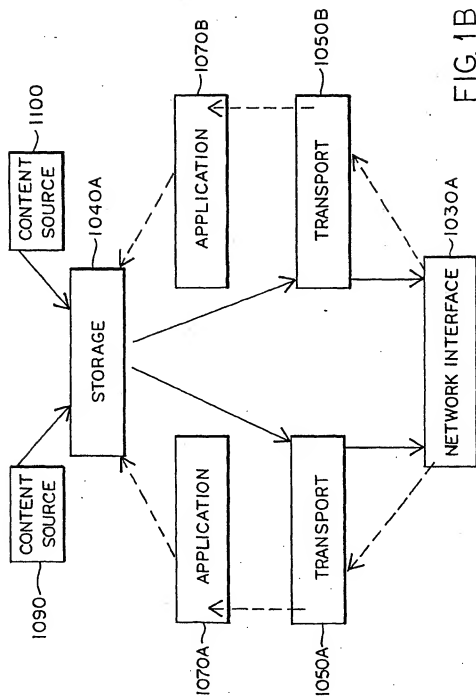 CONTENT
SOURCE
1090
CONTENT
SOURCE
1100
STORAGE
1040A
APPLICATION
1070A
APPLICATION
1070B
TRANSPORT
1050A
TRANSPORT
1050B
NETWORK INTERFACE
1030A
FIG. 1B